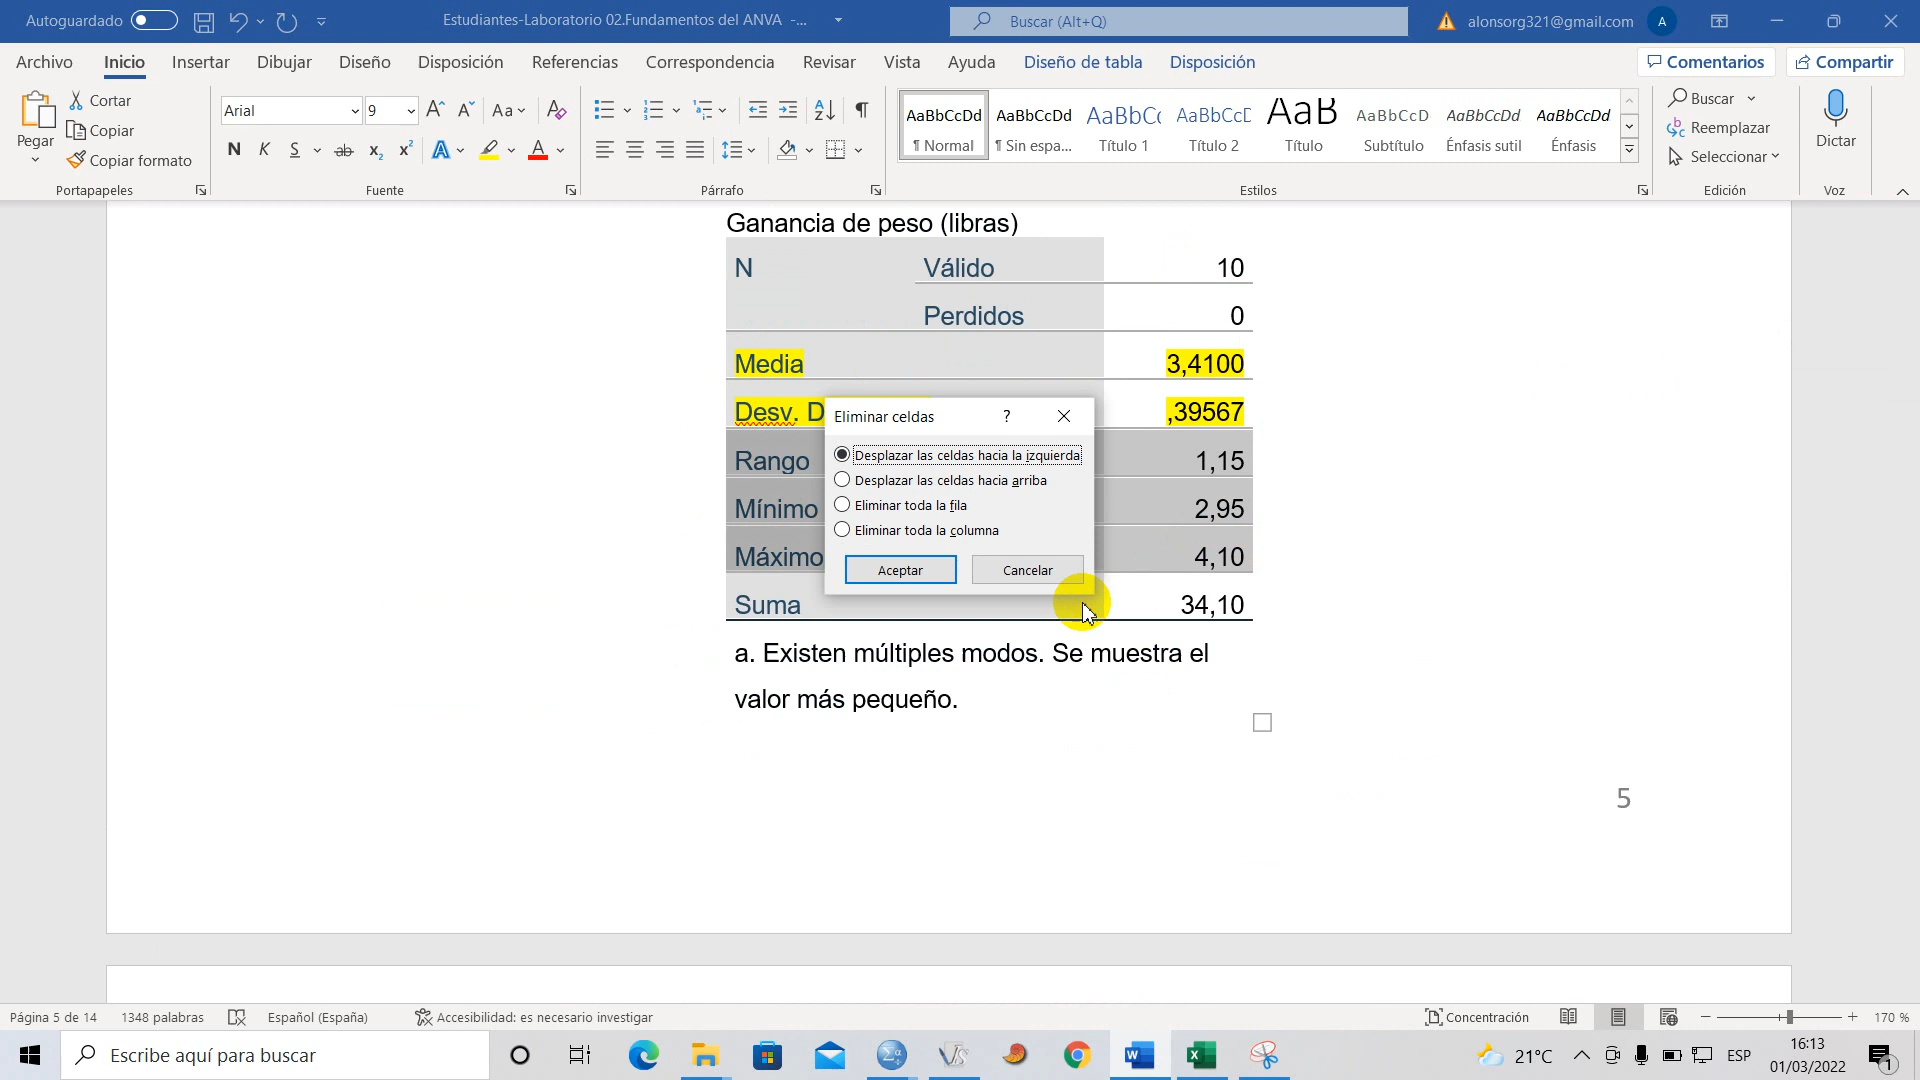 Autoguardado
Estudiantes-Laboratorio 02.Fundamentos del ANVA -...
Buscar (Alt+Q)
alonsorg321@gmail.com
A
Archivo
Inicio
Insertar
Dibujar
Diseño
Disposición
Referencias
Correspondencia
Revisar
Vista
Ayuda
Diseño de tabla
Disposición
Comentarios
Compartir
Pegar
Cortar
Copiar
Copiar formato
Portapapeles
Arial
9
Aa
N K S ab x₂ x² A A
Fuente
Párrafo
AaBbCcDd
¶ Normal
AaBbCcDd
¶ Sin espa...
AaBbCc
Título 1
AaBbCcE
Título 2
AaB
Título
AaBbCcD
Subtítulo
AaBbCcDd
Énfasis sutil
AaBbCcDd
Énfasis
Estilos
Buscar
Reemplazar
Seleccionar
Edición
Dictar
Voz
Ganancia de peso (libras)
N Válido 10
Perdidos 0
Media 3,4100
Desv. D ,39567
Rango 1,15
Mínimo 2,95
Máximo 4,10
Suma 34,10
a. Existen múltiples modos. Se muestra el
valor más pequeño.
Eliminar celdas
?
Desplazar las celdas hacia la izquierda
Desplazar las celdas hacia arriba
Eliminar toda la fila
Eliminar toda la columna
Aceptar
Cancelar
5
Página 5 de 14
1348 palabras
Español (España)
Accesibilidad: es necesario investigar
Concentración
170 %
Escribe aquí para buscar
21°C
ESP
16:13
01/03/2022
1